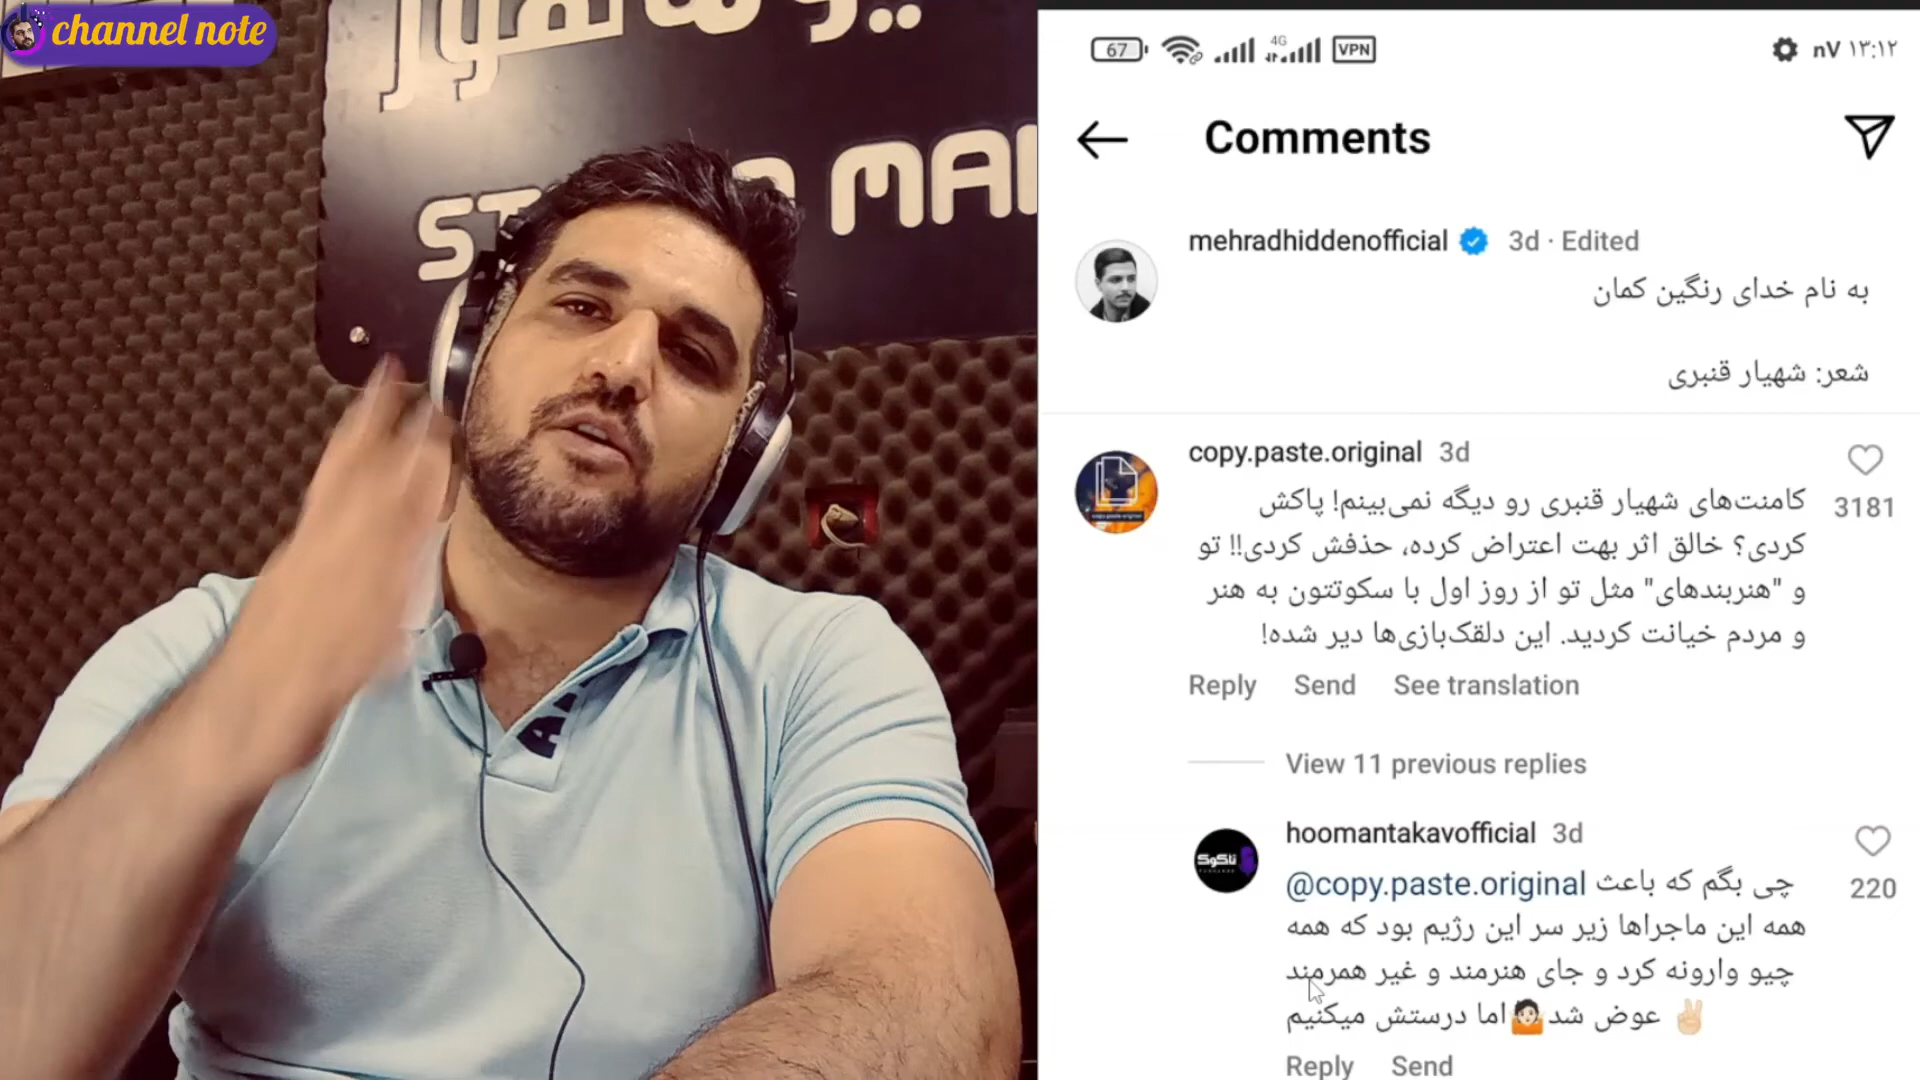 channel note
67
4G
VPN
nV ۱۳:۱۲
Comments
mehradhiddenofficial 3d · Edited
به نام خدای رنگین کمان
شعر: شهیار قنبری
copy.paste.original 3d
کامنت‌های شهیار قنبری رو دیگه نمی‌بینم! پاکش
کردی؟ خالق اثر بهت اعتراض کرده، حذفش کردی!! تو
و "هنربندهای" مثل تو از روز اول با سکوتتون به هنر
و مردم خیانت کردید. این دلقک‌بازی‌ها دیر شده!
3181
Reply Send See translation
View 11 previous replies
hoomantakavofficial 3d
@copy.paste.original چی بگم که باعث
همه این ماجراها زیر سر این رژیم بود که همه
چیو وارونه کرد و جای هنرمند و غیر همرمند
عوض شد🤷🏻اما درستش میکنیم ✌🏻
220
Reply Send